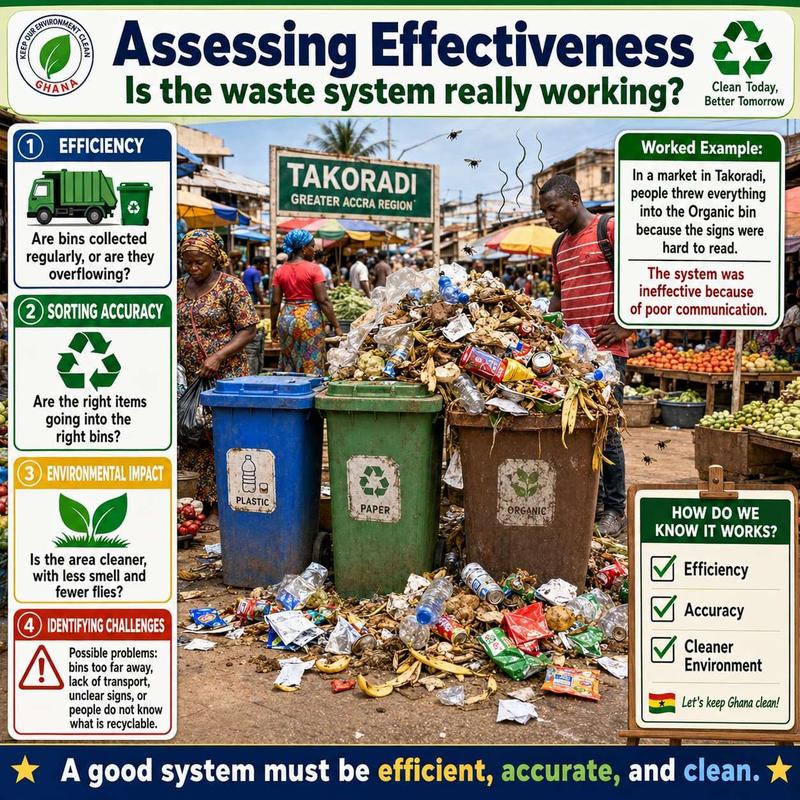 KEEP OUR ENVIRONMENT CLEAN
GHANA
Assessing Effectiveness
Is the waste system really working?
Clean Today,
Better Tomorrow
1 EFFICIENCY
Are bins collected
regularly, or are they
overflowing?
2 SORTING ACCURACY
Are the right items
going into the
right bins?
3 ENVIRONMENTAL IMPACT
Is the area cleaner,
with less smell and
fewer flies?
4 IDENTIFYING CHALLENGES
Possible problems:
bins too far away,
lack of transport,
unclear signs, or
people do not know
what is recyclable.
TAKORADI
GREATER ACCRA REGION
PLASTIC
PAPER
ORGANIC
Worked Example:
In a market in Takoradi,
people threw everything
into the Organic bin
because the signs were
hard to read.
The system was
ineffective because
of poor communication.
HOW DO WE
KNOW IT WORKS?
Efficiency
Accuracy
Cleaner
Environment
Let's keep Ghana clean!
A good system must be efficient, accurate, and clean.